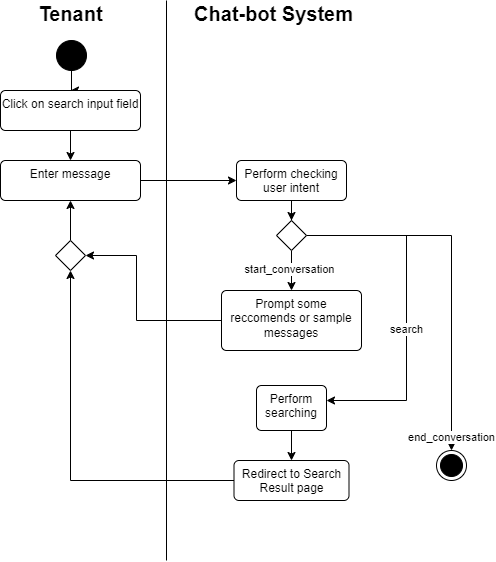 Tenant
Chat-bot System
Click on search input field
Enter message
Perform checking
user intent
start_conversation
Prompt some
reccomends or sample
messages
search
Perform
searching
end_conversation
Redirect to Search
Result page